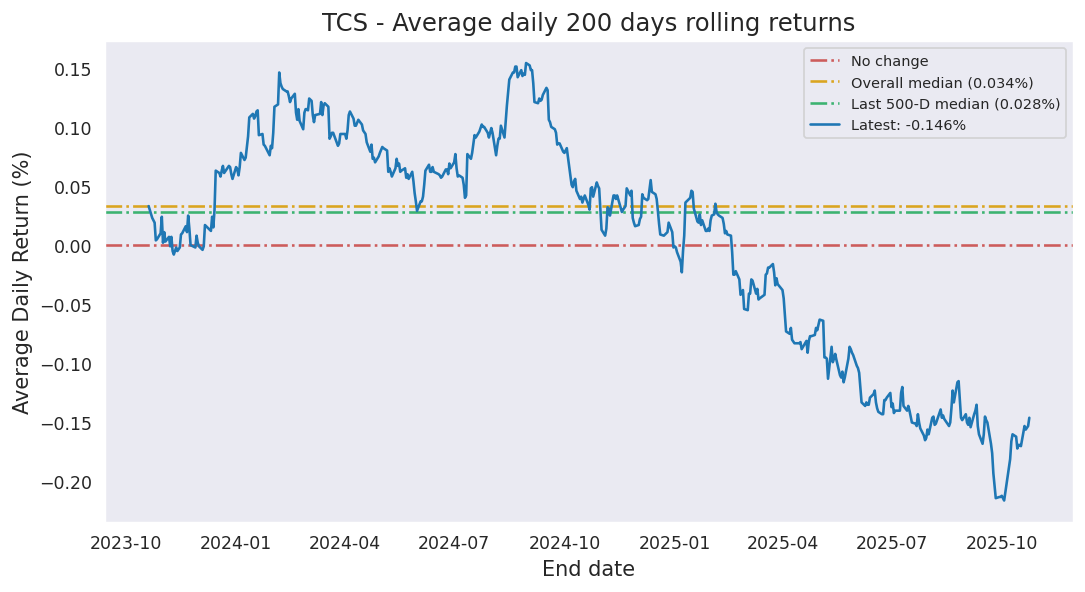 TCS - Average daily 200 days rolling returns
No change
Overall median (0.034%)
Last 500-D median (0.028%)
Latest: -0.146%
Average Daily Return (%)
0.15
0.10
0.05
0.00
−0.05
−0.10
−0.15
−0.20
2023-10 2024-01 2024-04 2024-07 2024-10 2025-01 2025-04 2025-07 2025-10
End date